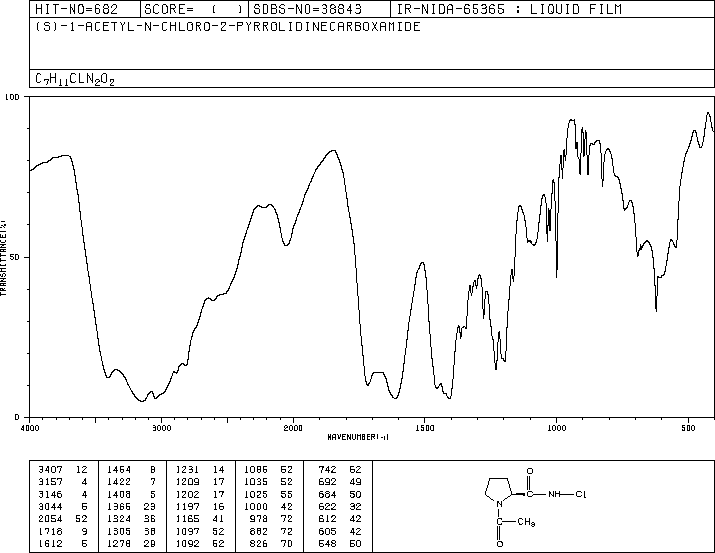 HIT-NO=682 SCORE= ( ) SDBS-NO=38843 IR-NIDA-65365 : LIQUID FILM
(S)-1-ACETYL-N-CHLORO-2-PYRROLIDINECARBOXAMIDE
C7H11CLN2O2
100
50
0
TRANSMITTANCE(%)
4000 3000 2000 1500 1000 500
WAVENUMBER(-1)
3407 12 1454 8 1231 14 1086 52 742 62
3157 4 1422 7 1209 17 1035 52 692 49
3146 4 1408 5 1202 17 1025 55 664 50
3044 5 1366 23 1197 16 1000 42 622 32
2054 52 1324 36 1165 41 978 72 612 42
1718 9 1305 38 1097 52 882 72 605 42
1612 5 1278 29 1092 52 826 70 548 50
O
NH Cl
N
C CH3
O